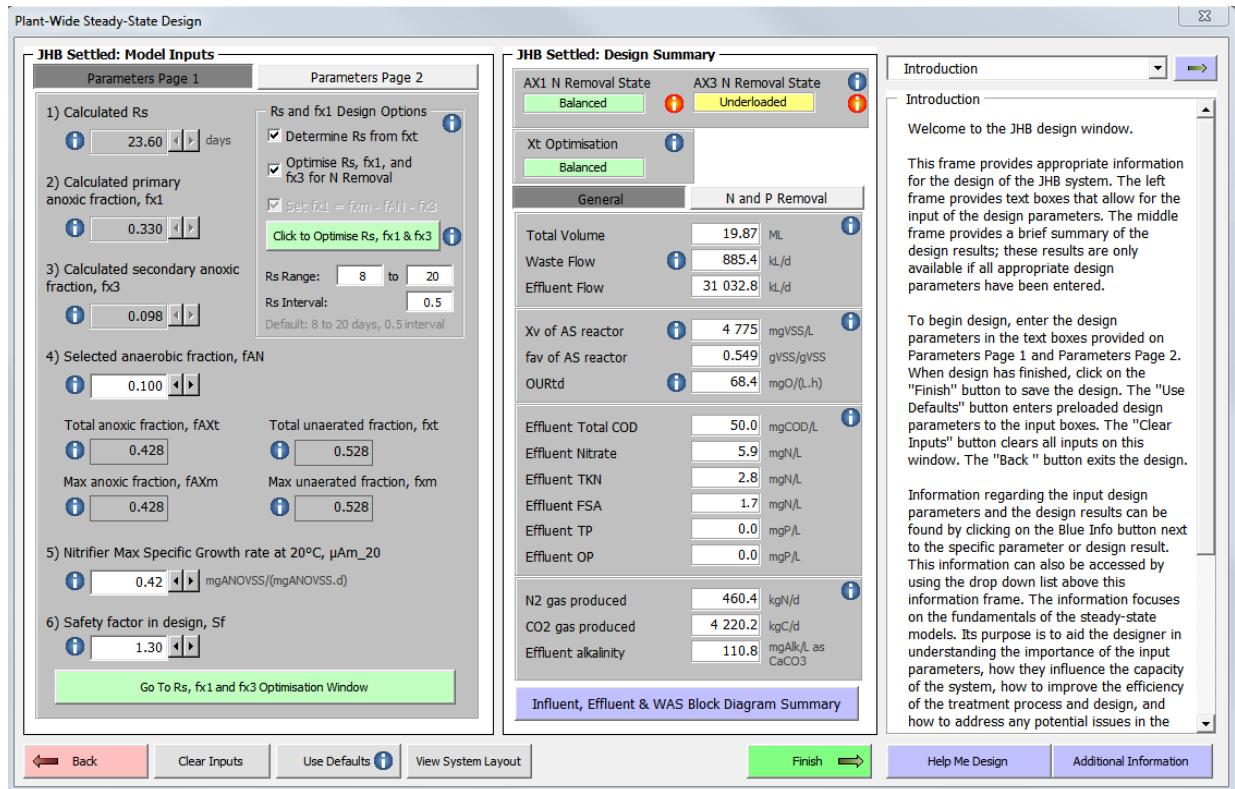 Plant-Wide Steady-State Design
JHB Settled: Model Inputs
Parameters Page 1
Parameters Page 2
1) Calculated Rs
23.60 days
2) Calculated primary
anoxic fraction, fx1
0.330
3) Calculated secondary anoxic
fraction, fx3
0.098
Rs and fx1 Design Options
Determine Rs from fxt
Optimise Rs, fx1, and
fx3 for N Removal
Set fx1 = fxm - fAN - fx3
Click to Optimise Rs, fx1 & fx3
Rs Range: 8 to 20
Rs Interval: 0.5
Default: 8 to 20 days, 0.5 interval
4) Selected anaerobic fraction, fAN
0.100
Total anoxic fraction, fAXt
Total unaerated fraction, fxt
0.428
0.528
Max anoxic fraction, fAXm
Max unaerated fraction, fxm
0.428
0.528
5) Nitrifier Max Specific Growth rate at 20°C, µAm_20
0.42 mgANOVSS/(mgANOVSS.d)
6) Safety factor in design, Sf
1.30
Go To Rs, fx1 and fx3 Optimisation Window
JHB Settled: Design Summary
AX1 N Removal State
AX3 N Removal State
Balanced
Underloaded
Xt Optimisation
Balanced
General
N and P Removal
Total Volume 19.87 ML
Waste Flow 885.4 kL/d
Effluent Flow 31 032.8 kL/d
Xv of AS reactor 4 775 mgVSS/L
fav of AS reactor 0.549 gVSS/gVSS
OURtd 68.4 mgO/(L.h)
Effluent Total COD 50.0 mgCOD/L
Effluent Nitrate 5.9 mgN/L
Effluent TKN 2.8 mgN/L
Effluent FSA 1.7 mgN/L
Effluent TP 0.0 mgP/L
Effluent OP 0.0 mgP/L
N2 gas produced 460.4 kgN/d
CO2 gas produced 4 220.2 kgC/d
Effluent alkalinity 110.8 mgAlk/L as
CaCO3
Influent, Effluent & WAS Block Diagram Summary
Introduction
Introduction
Welcome to the JHB design window.
This frame provides appropriate information
for the design of the JHB system. The left
frame provides text boxes that allow for the
input of the design parameters. The middle
frame provides a brief summary of the
design results; these results are only
available if all appropriate design
parameters have been entered.
To begin design, enter the design
parameters in the text boxes provided on
Parameters Page 1 and Parameters Page 2.
When design has finished, click on the
"Finish" button to save the design. The "Use
Defaults" button enters preloaded design
parameters to the input boxes. The "Clear
Inputs" button clears all inputs on this
window. The "Back " button exits the design.
Information regarding the input design
parameters and the design results can be
found by clicking on the Blue Info button next
to the specific parameter or design result.
This information can also be accessed by
using the drop down list above this
information frame. The information focuses
on the fundamentals of the steady-state
models. Its purpose is to aid the designer in
understanding the importance of the input
parameters, how they influence the capacity
of the system, how to improve the efficiency
of the treatment process and design, and
how to address any potential issues in the
Back
Clear Inputs
Use Defaults
View System Layout
Finish
Help Me Design
Additional Information